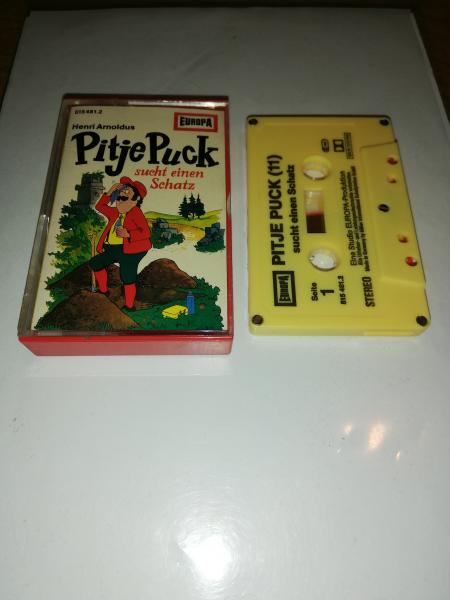 515 481.2
EUROPA
Henri Arnoldus
Pitje Puck
sucht einen
Schatz
EUROPA
PITJE PUCK (11)
sucht einen Schatz
Seite
1
Eine Studio EUROPA-Produktion
515 481.2
STEREO